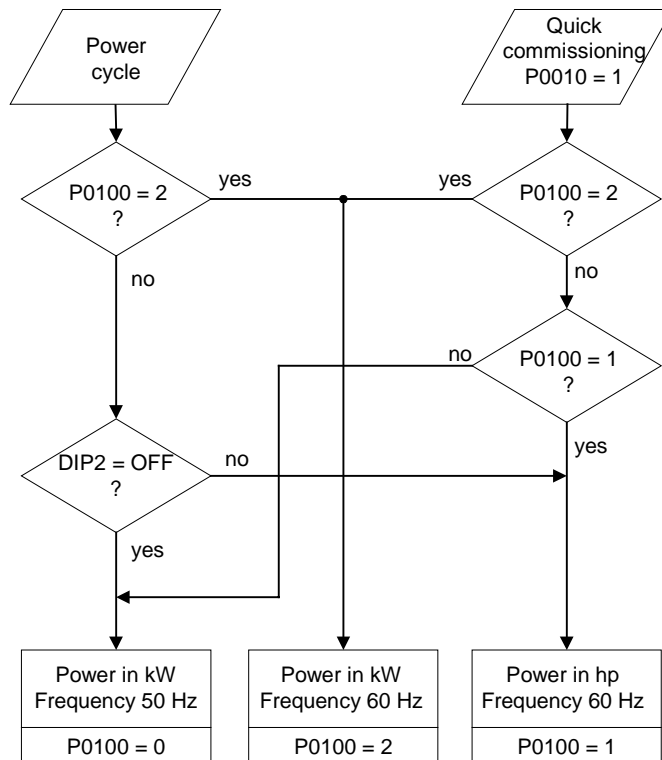 Power
cycle
Quick
commissioning
P0010 = 1
P0100 = 2
?
yes
yes
P0100 = 2
?
no
no
no
P0100 = 1
?
DIP2 = OFF
?
no
yes
yes
Power in kW
Frequency 50 Hz
P0100 = 0
Power in kW
Frequency 60 Hz
P0100 = 2
Power in hp
Frequency 60 Hz
P0100 = 1